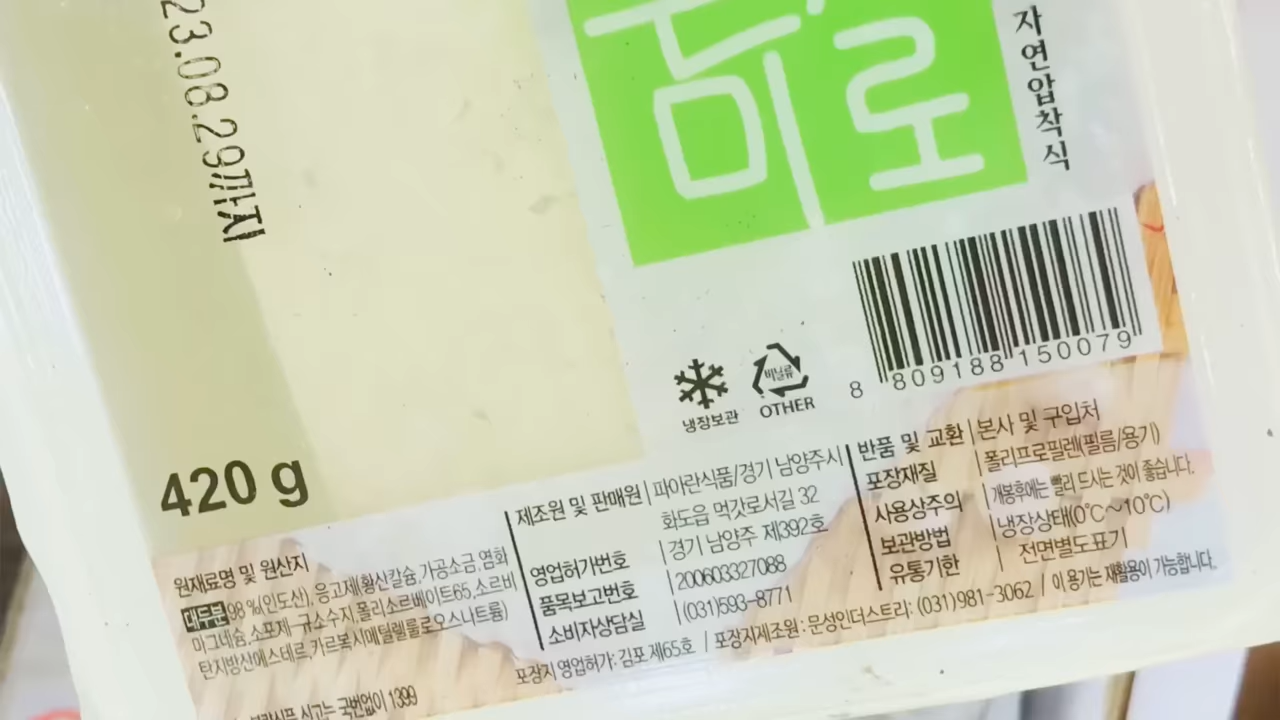 23.08.29까지
미로
자연압착식
8 809188 150079
냉장보관
비닐류
OTHER
420 g
원재료명 및 원산지
대두분98%(인도산), 응고제(황산칼슘,가공소금,염화
마그네슘,소포제-규소수지,폴리소르베이트65,소르비
탄지방산에스테르,카르복시메틸셀룰로오스나트륨)
제조원 및 판매원 | 파아란식품/경기 남양주시
화도읍 먹갓로서길 32
영업허가번호 | 경기 남양주 제392호
품목보고번호 | 200603327088
소비자상담실 | (031)593-8771
반품 및 교환 | 본사 및 구입처
포장재질 | 폴리프로필렌(필름/용기)
사용상주의 | 개봉후에는 빨리 드시는 것이 좋습니다.
보관방법 | 냉장상태(0℃~10℃)
유통기한 | 전면별도표기
포장지 영업허가: 김포 제65호 / 포장지제조원 : 문성인더스트리: (031)981-3062 / 이 용기는 재활용이 가능합니다.
신고는 국번없이 1399